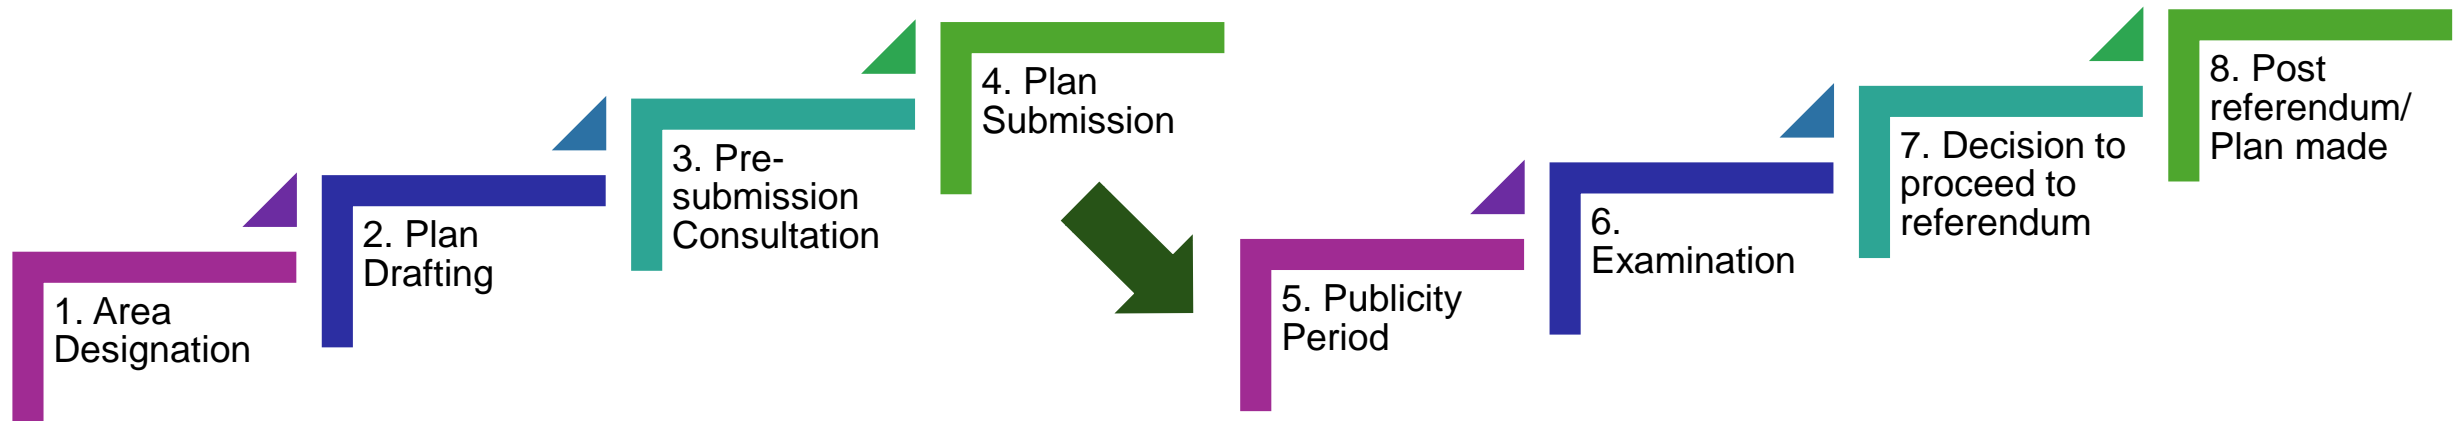 1. Area
Designation
2. Plan
Drafting
3. Pre-
submission
Consultation
4. Plan
Submission
5. Publicity
Period
6.
Examination
7. Decision to
proceed to
referendum
8. Post
referendum/
Plan made